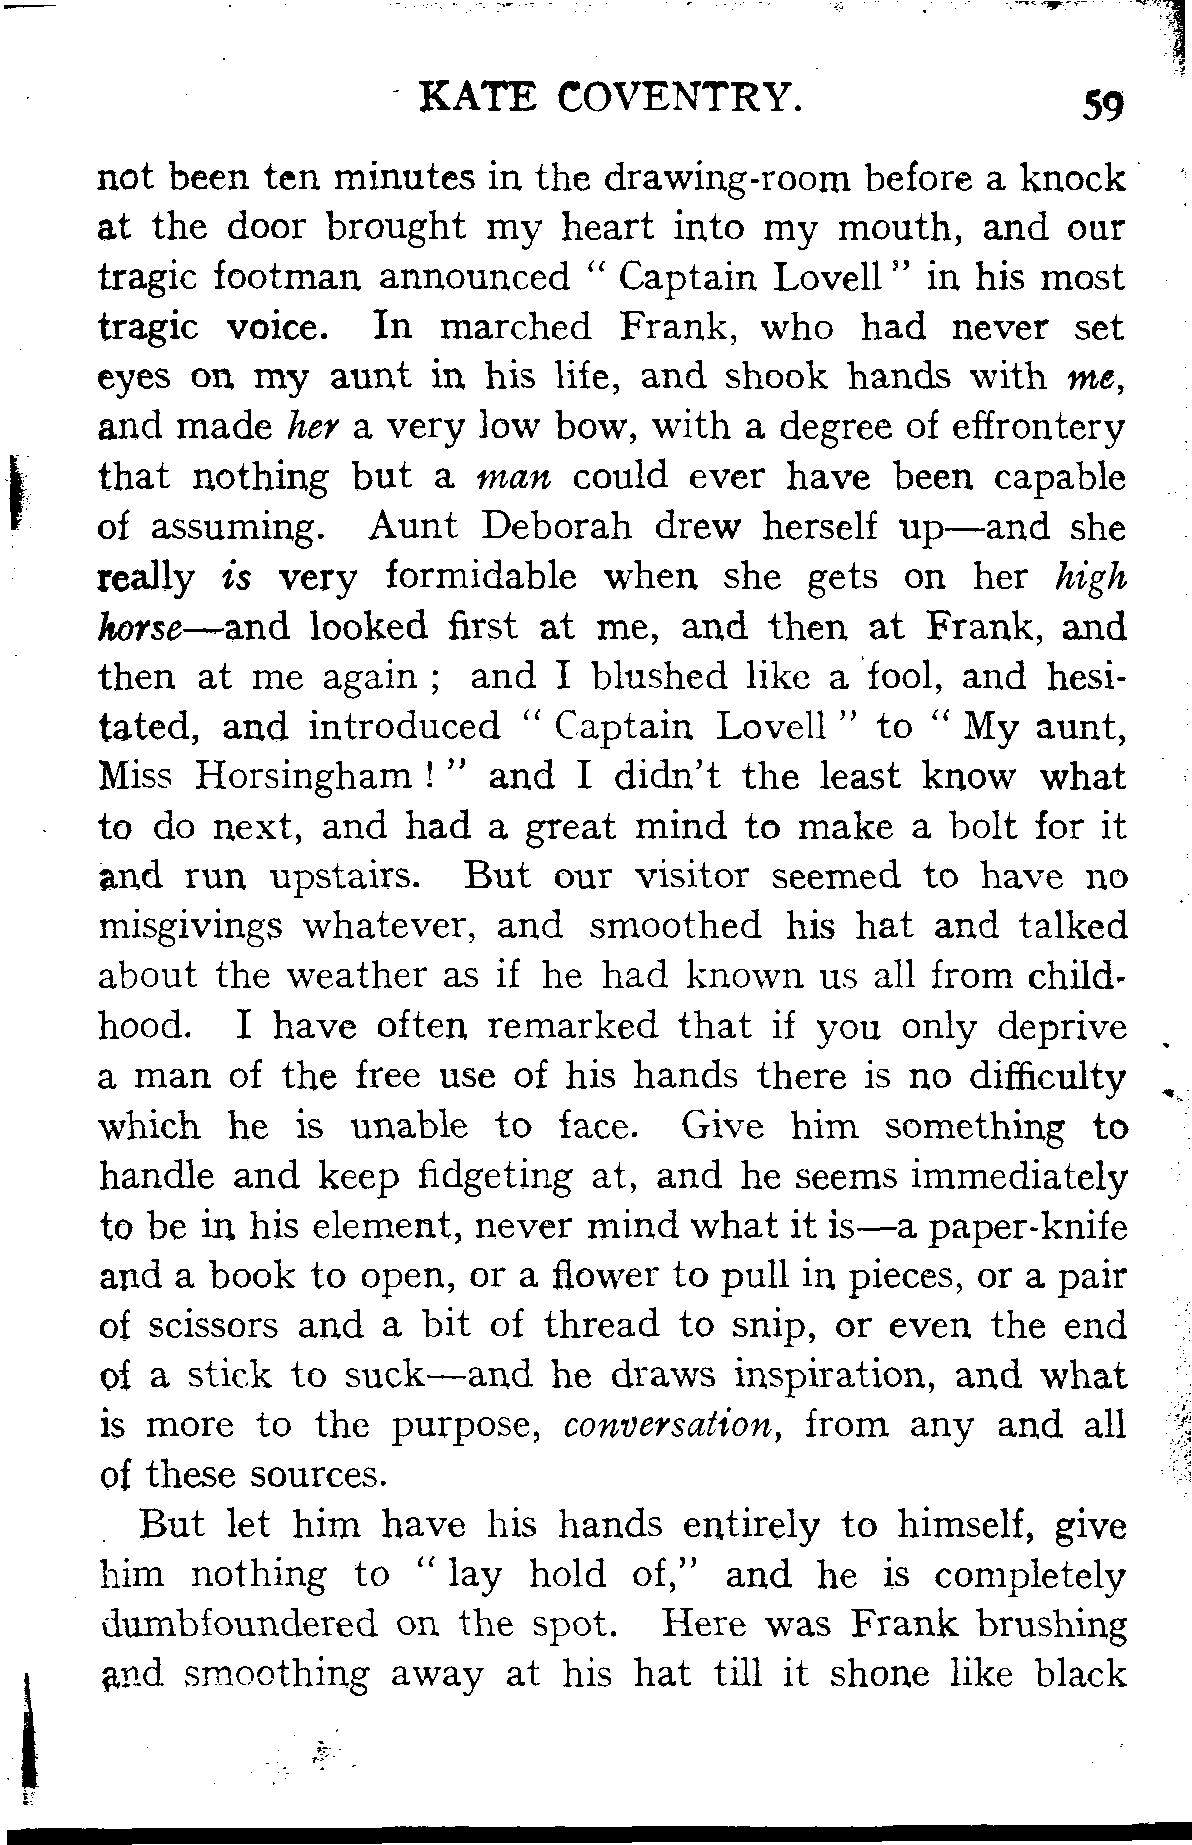 KATE COVENTRY. 59
not been ten minutes in the drawing-room before a knock
at the door brought my heart into my mouth, and our
tragic footman announced " Captain Lovell " in his most
tragic voice. In marched Frank, who had never set
eyes on my aunt in his life, and shook hands with me,
and made her a very low bow, with a degree of effrontery
that nothing but a man could ever have been capable
of assuming. Aunt Deborah drew herself up—and she
really is very formidable when she gets on her high
horse—and looked first at me, and then at Frank, and
then at me again ; and I blushed like a fool, and hesi-
tated, and introduced " Captain Lovell " to " My aunt,
Miss Horsingham ! " and I didn't the least know what
to do next, and had a great mind to make a bolt for it
and run upstairs. But our visitor seemed to have no
misgivings whatever, and smoothed his hat and talked
about the weather as if he had known us all from child-
hood. I have often remarked that if you only deprive
a man of the free use of his hands there is no difficulty
which he is unable to face. Give him something to
handle and keep fidgeting at, and he seems immediately
to be in his element, never mind what it is—a paper-knife
and a book to open, or a flower to pull in pieces, or a pair
of scissors and a bit of thread to snip, or even the end
of a stick to suck—and he draws inspiration, and what
is more to the purpose, conversation, from any and all
of these sources.
But let him have his hands entirely to himself, give
him nothing to " lay hold of," and he is completely
dumbfoundered on the spot. Here was Frank brushing
and smoothing away at his hat till it shone like black